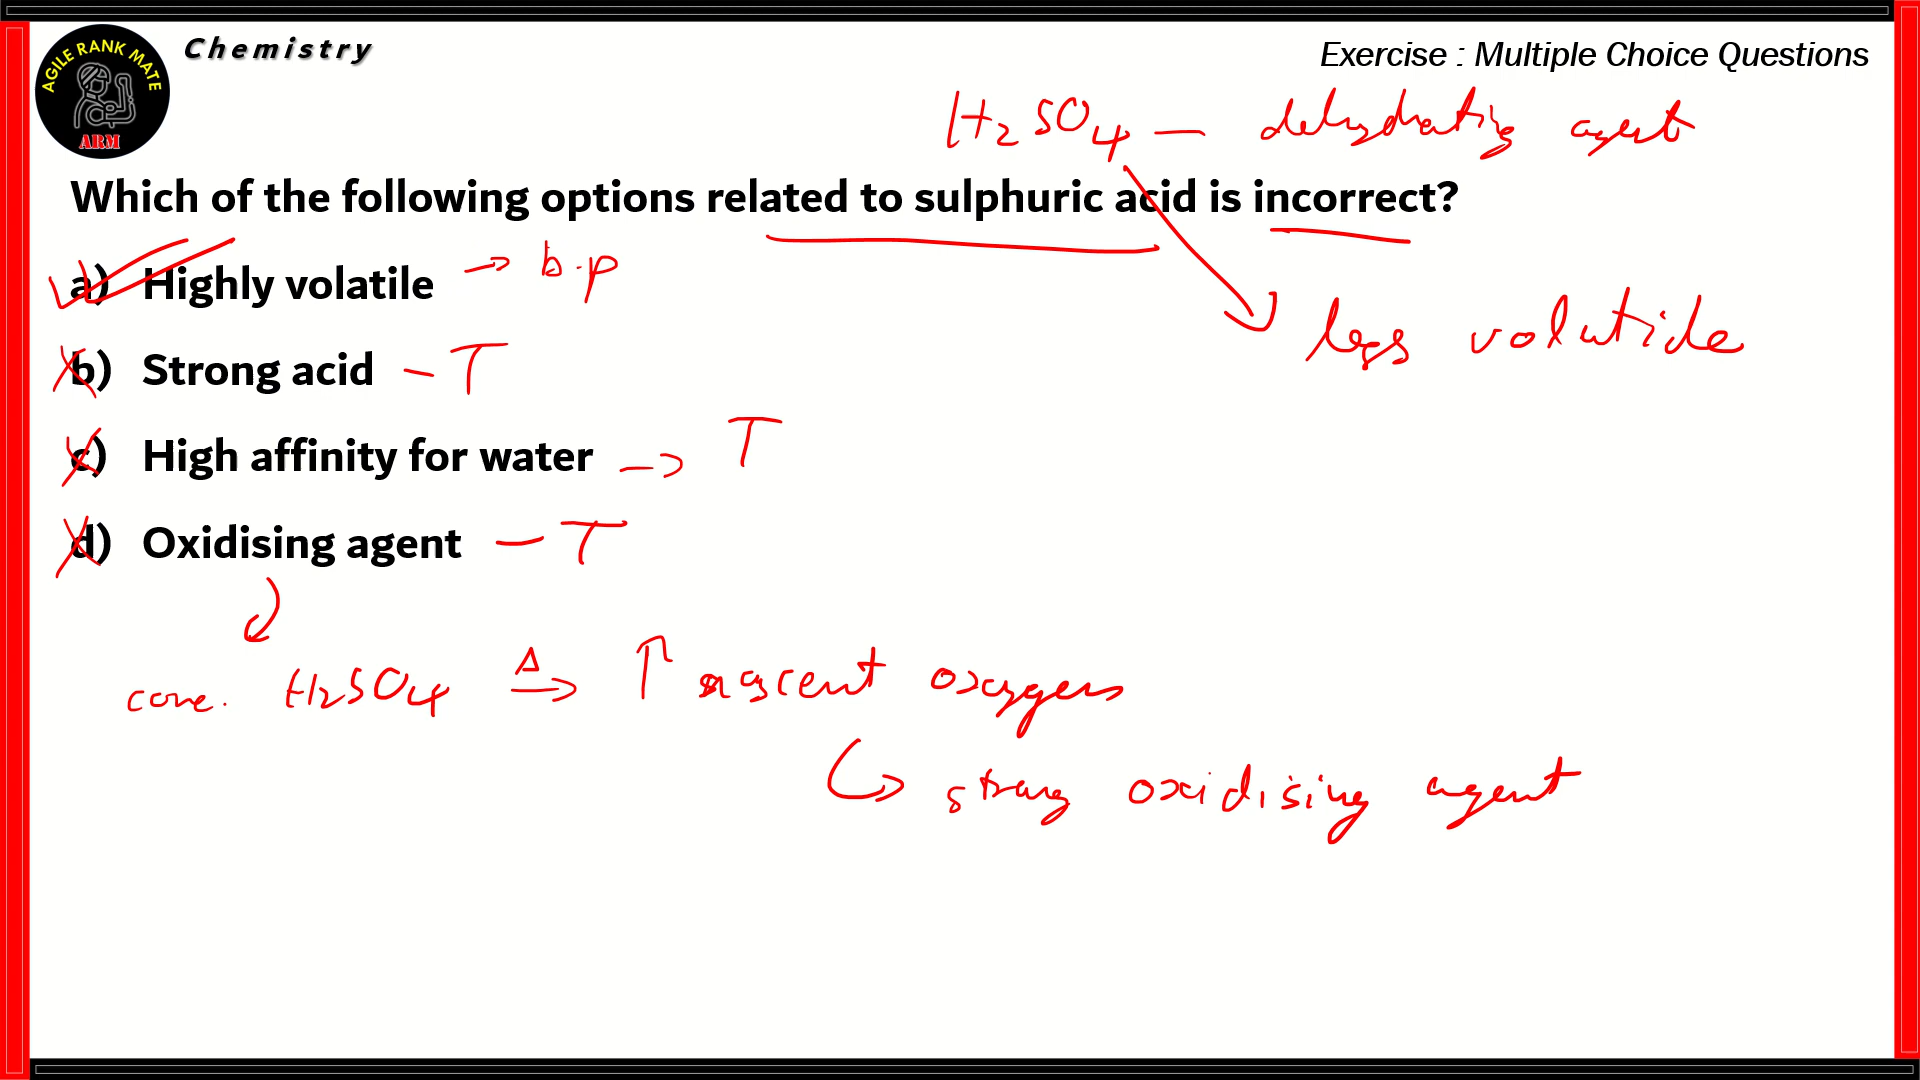 AGILE RANK MATE
ARM
Chemistry
Exercise : Multiple Choice Questions
H2SO4 — dehydrating agent
Which of the following options related to sulphuric acid is incorrect?
a) Highly volatile → b.p
less volatile
b) Strong acid - T
c) High affinity for water → T
d) Oxidising agent - T
conc. H2SO4 Δ→ ↑ nascent oxygen
↳ strong oxidising agent